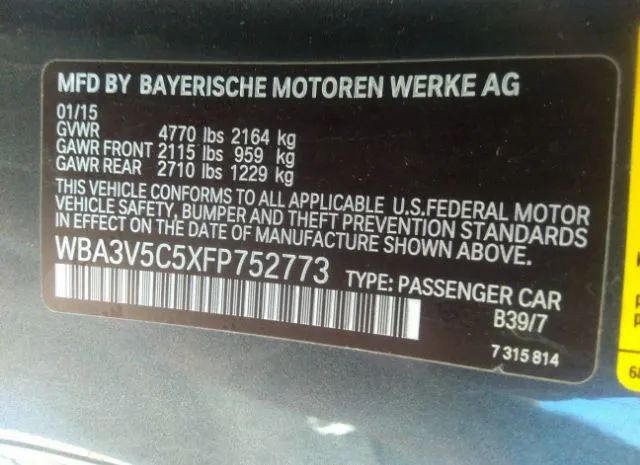 MFD BY BAYERISCHE MOTOREN WERKE AG
01/15
GVWR 4770 lbs 2164 kg
GAWR FRONT 2115 lbs 959 kg
GAWR REAR 2710 lbs 1229 kg
THIS VEHICLE CONFORMS TO ALL APPLICABLE U.S.FEDERAL MOTOR
VEHICLE SAFETY, BUMPER AND THEFT PREVENTION STANDARDS
IN EFFECT ON THE DATE OF MANUFACTURE SHOWN ABOVE.
WBA3V5C5XFP752773 TYPE: PASSENGER CAR
B39/7
7 315 814